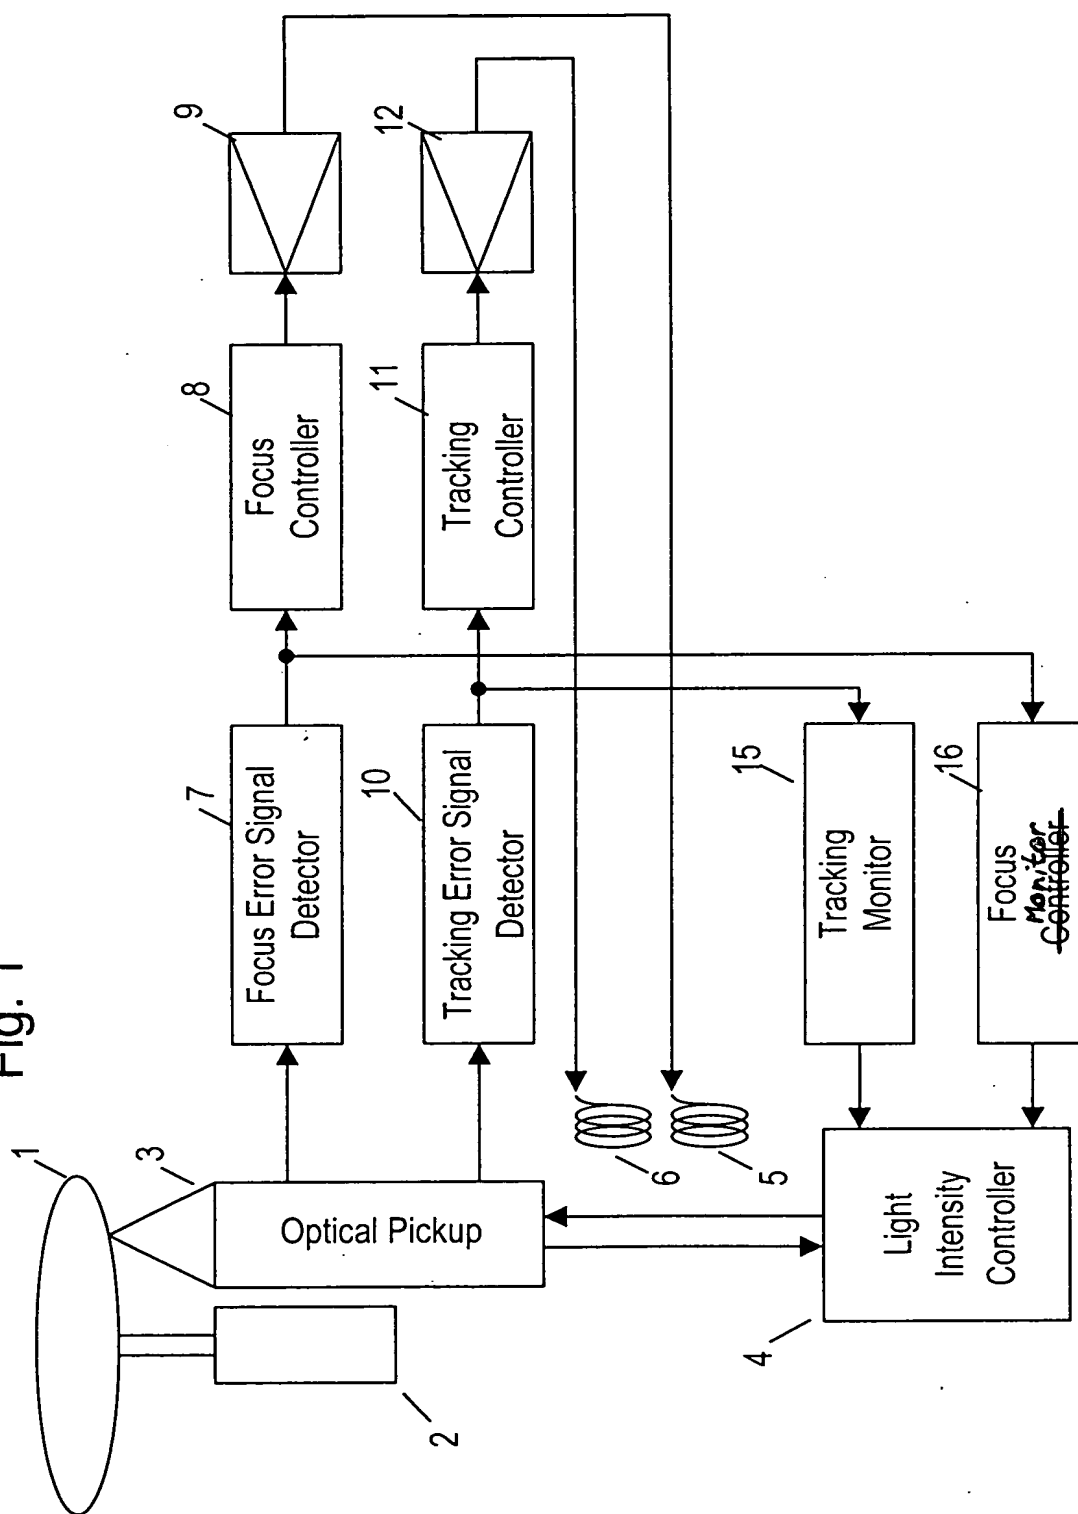 Fig. 1
1
2
3
Optical Pickup
4
Light
Intensity
Controller
5
6
7
Focus Error Signal
Detector
8
Focus
Controller
9
10
Tracking Error Signal
Detector
11
Tracking
Controller
12
15
Tracking
Monitor
16
Focus
Monitor
Controller